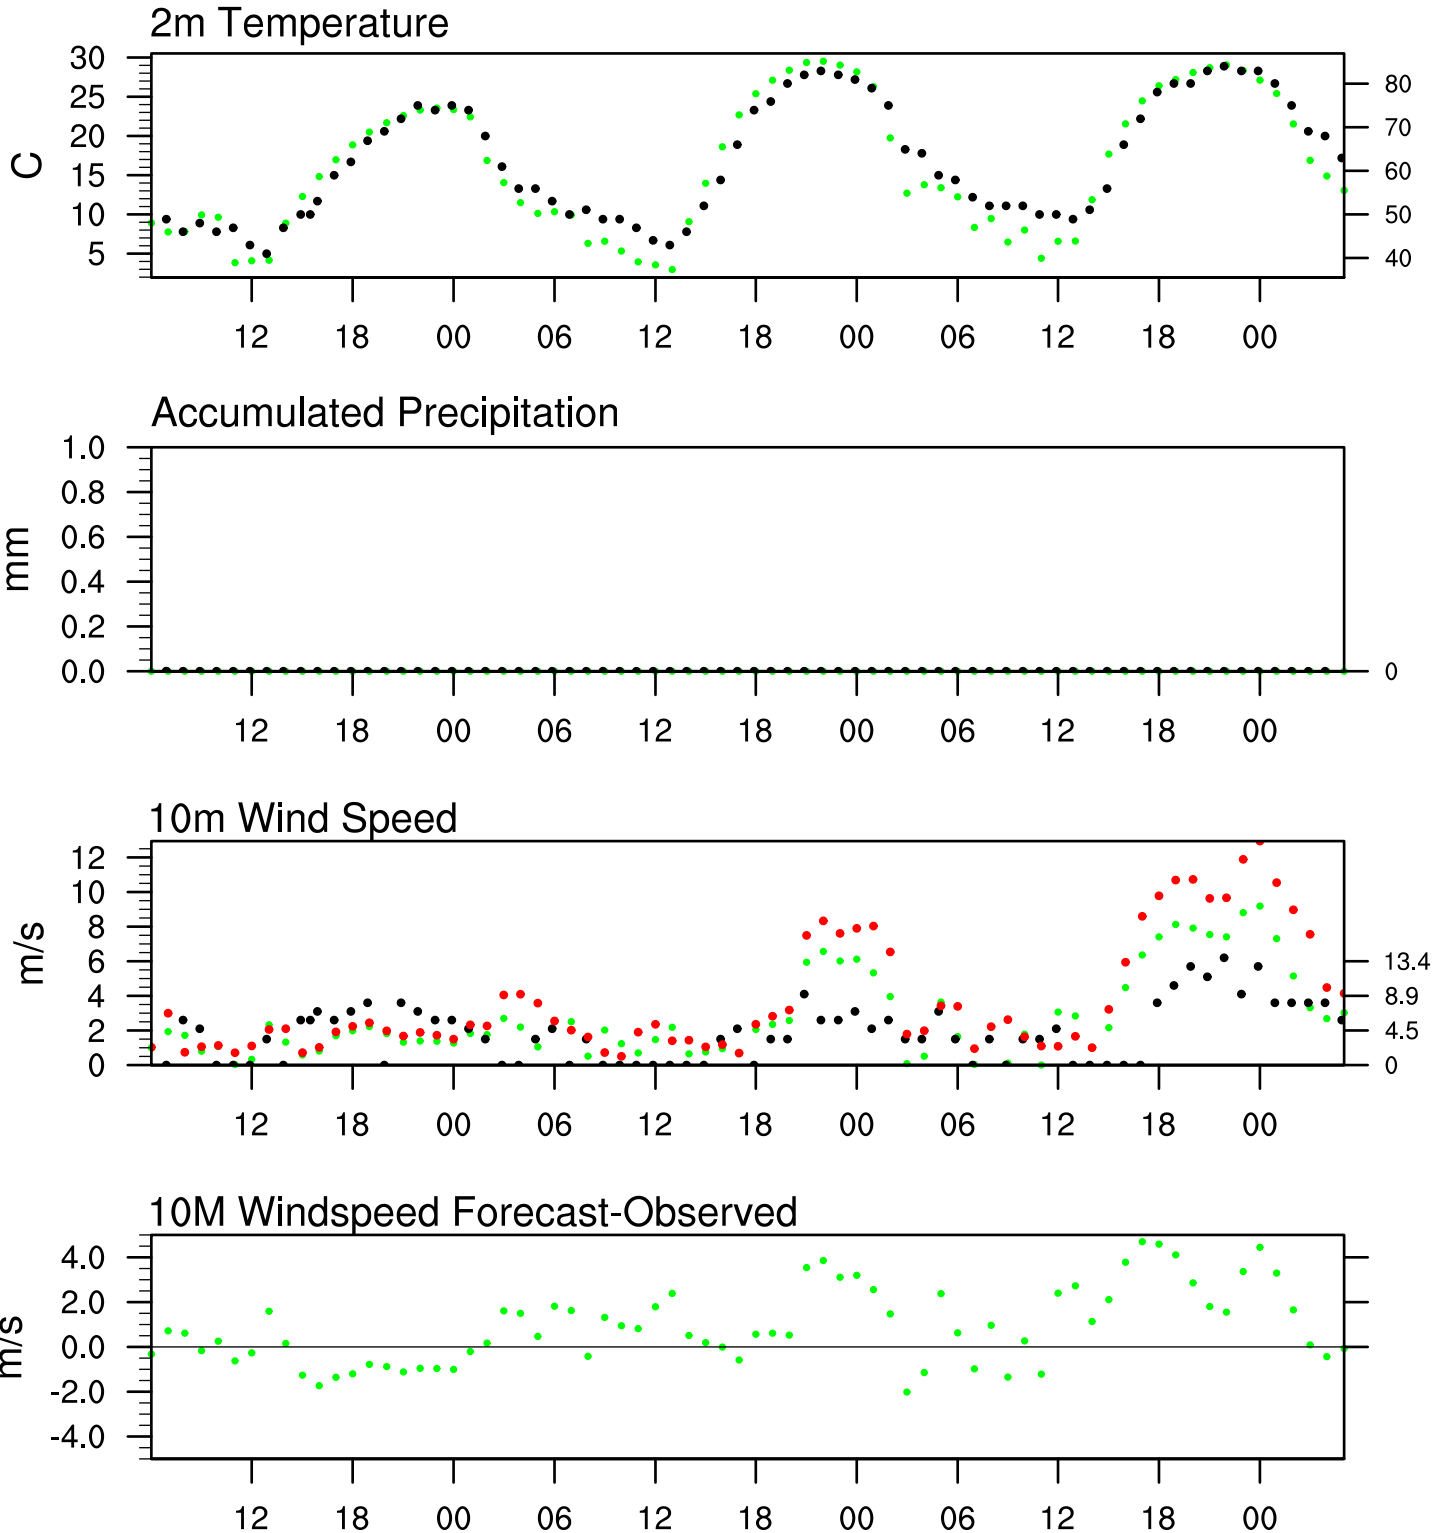 2m Temperature
30
25
20
15
10
5
C
80
70
60
50
40
12 18 00 06 12 18 00 06 12 18 00
Accumulated Precipitation
1.0
0.8
0.6
0.4
0.2
0.0
mm
0
12 18 00 06 12 18 00 06 12 18 00
10m Wind Speed
12
10
8
6
4
2
0
m/s
13.4
8.9
4.5
0
12 18 00 06 12 18 00 06 12 18 00
10M Windspeed Forecast-Observed
4.0
2.0
0.0
-2.0
-4.0
m/s
12 18 00 06 12 18 00 06 12 18 00